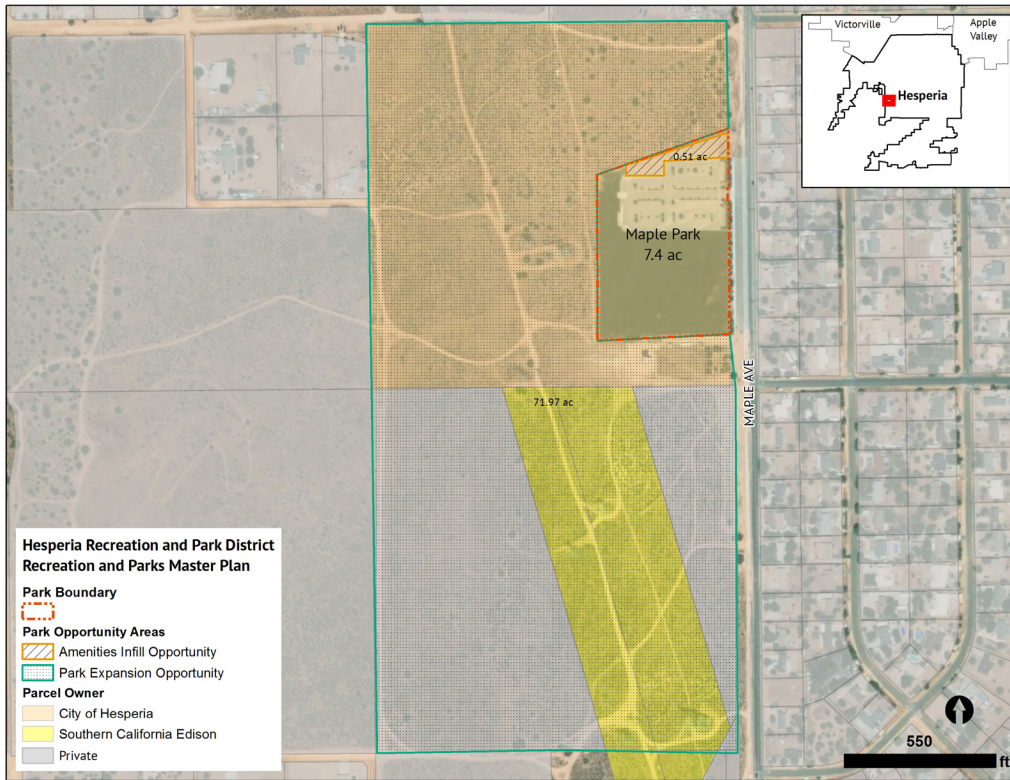 Victorville
Apple
Valley
Hesperia
0.51 ac
Maple Park
7.4 ac
MAPLE AVE
71.97 ac
Hesperia Recreation and Park District
Recreation and Parks Master Plan
Park Boundary
Park Opportunity Areas
Amenities Infill Opportunity
Park Expansion Opportunity
Parcel Owner
City of Hesperia
Southern California Edison
Private
550
ft